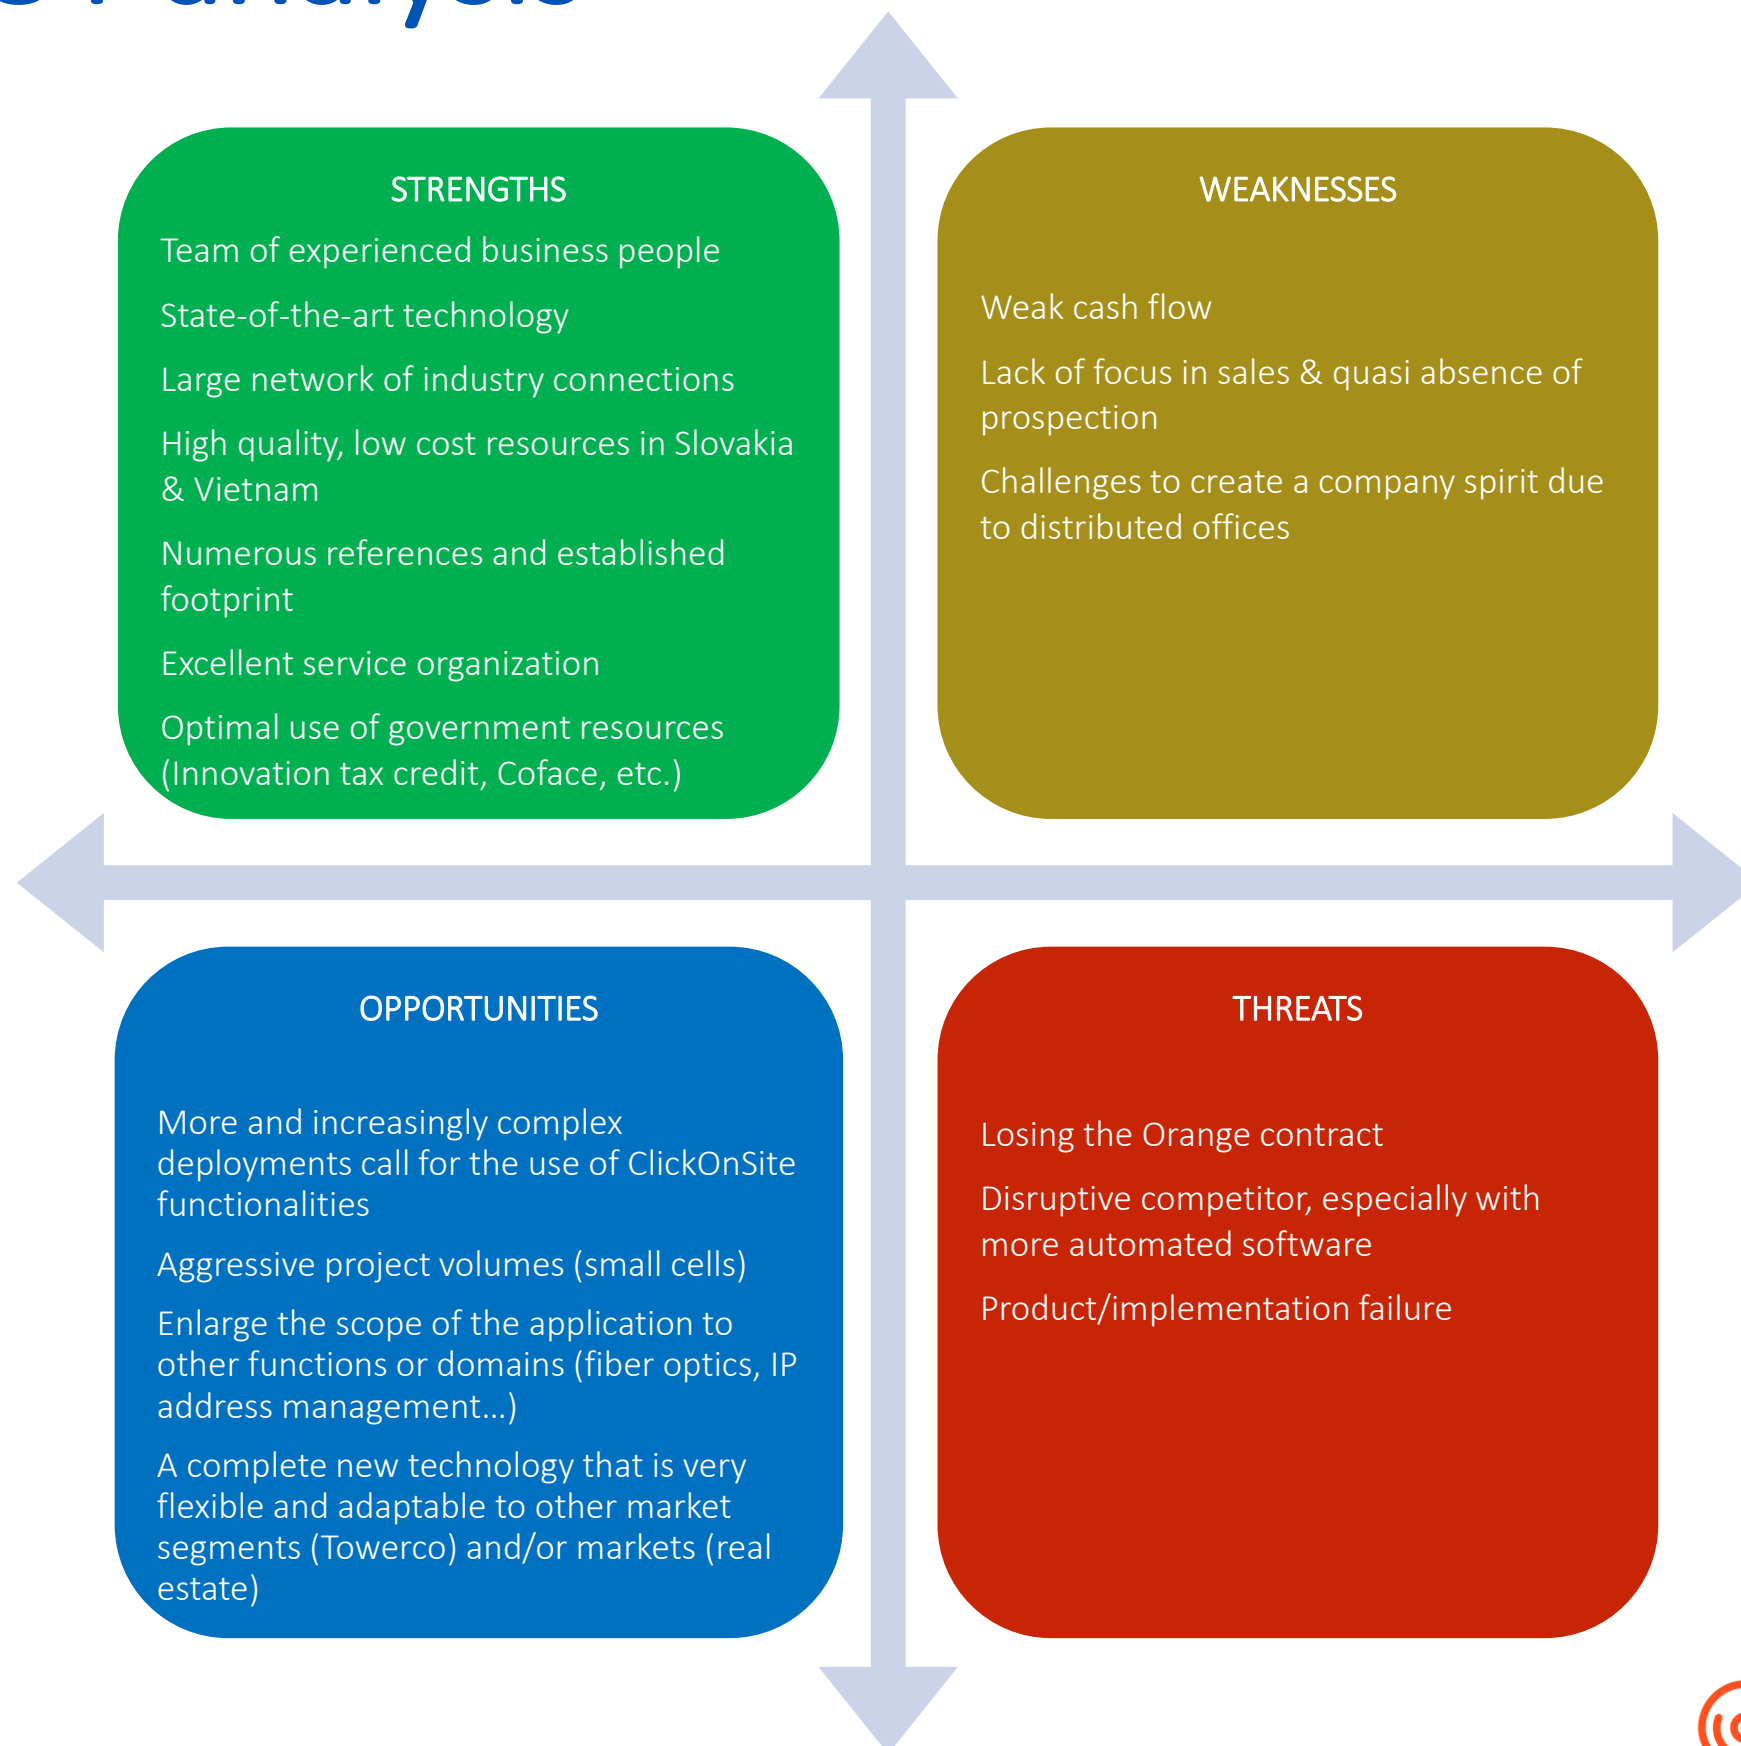 analysis
STRENGTHS
Team of experienced business people
State-of-the-art technology
Large network of industry connections
High quality, low cost resources in Slovakia
& Vietnam
Numerous references and established
footprint
Excellent service organization
Optimal use of government resources
(Innovation tax credit, Coface, etc.)
WEAKNESSES
Weak cash flow
Lack of focus in sales & quasi absence of
prospection
Challenges to create a company spirit due
to distributed offices
OPPORTUNITIES
More and increasingly complex
deployments call for the use of ClickOnSite
functionalities
Aggressive project volumes (small cells)
Enlarge the scope of the application to
other functions or domains (fiber optics, IP
address management...)
A complete new technology that is very
flexible and adaptable to other market
segments (Towerco) and/or markets (real
estate)
THREATS
Losing the Orange contract
Disruptive competitor, especially with
more automated software
Product/implementation failure